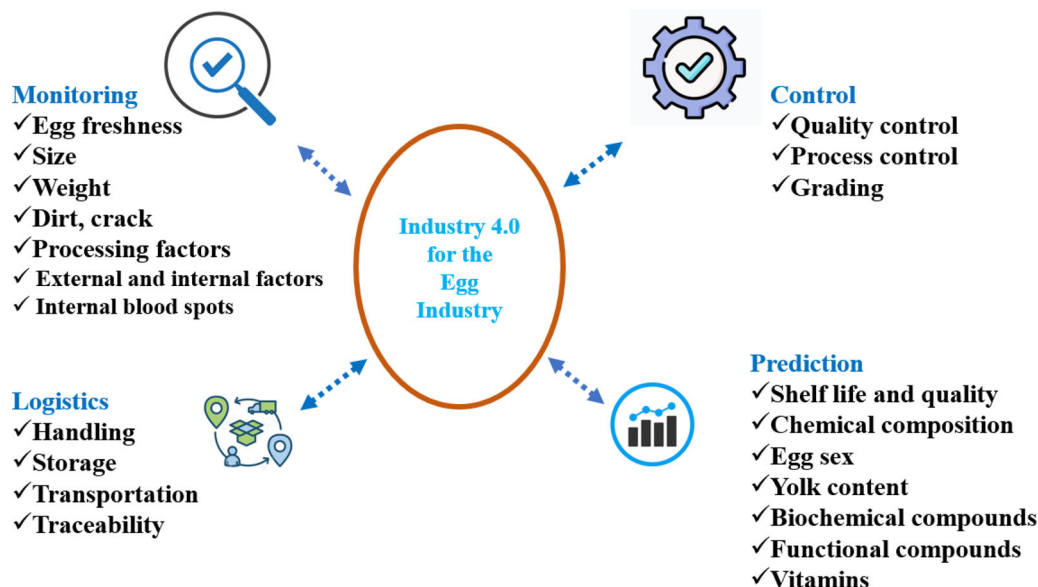 Monitoring
✓Egg freshness
✓Size
✓Weight
✓Dirt, crack
✓Processing factors
✓ External and internal factors
✓ Internal blood spots
Control
✓Quality control
✓Process control
✓Grading
Industry 4.0
for the
Egg
Industry
Logistics
✓Handling
✓Storage
✓Transportation
✓Traceability
Prediction
✓Shelf life and quality
✓Chemical composition
✓Egg sex
✓Yolk content
✓Biochemical compounds
✓Functional compounds
✓Vitamins